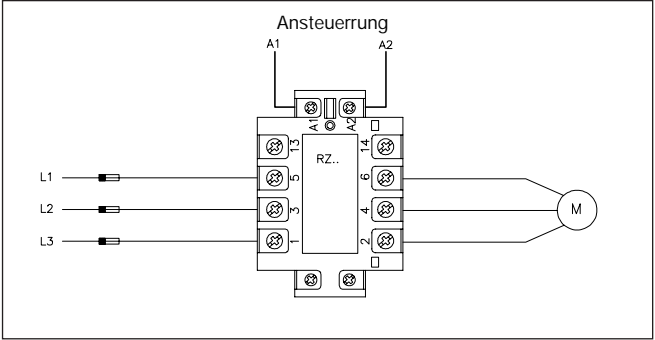 Ansteuerrung
A1 A2
A1 A2
13 RZ.. 14
L1 5 6
L2 3 4 M
L3 1 2